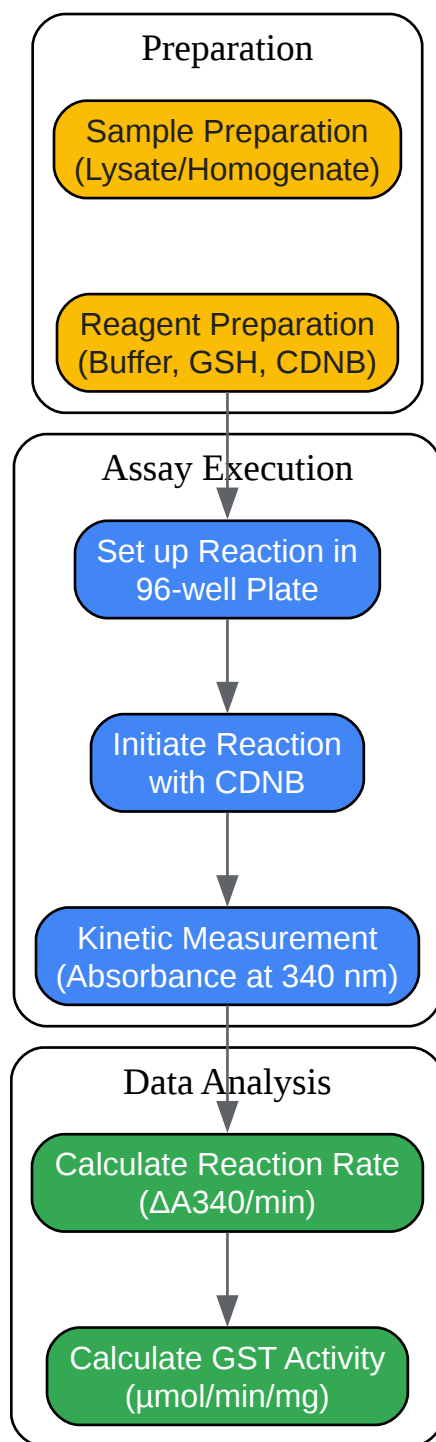 Preparation
Sample Preparation
(Lysate/Homogenate)
Reagent Preparation
(Buffer, GSH, CDNB)
Assay Execution
Set up Reaction in
96-well Plate
Initiate Reaction
with CDNB
Kinetic Measurement
(Absorbance at 340 nm)
Data Analysis
Calculate Reaction Rate
(ΔA340/min)
Calculate GST Activity
(µmol/min/mg)